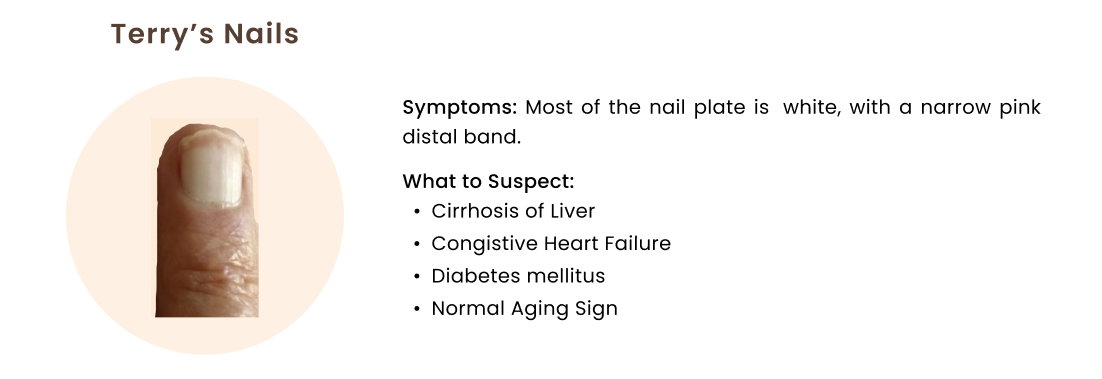 Terry’s Nails
Symptoms: Most of the nail plate is white, with a narrow pink
distal band.
What to Suspect:
• Cirrhosis of Liver
• Congistive Heart Failure
• Diabetes mellitus
• Normal Aging Sign